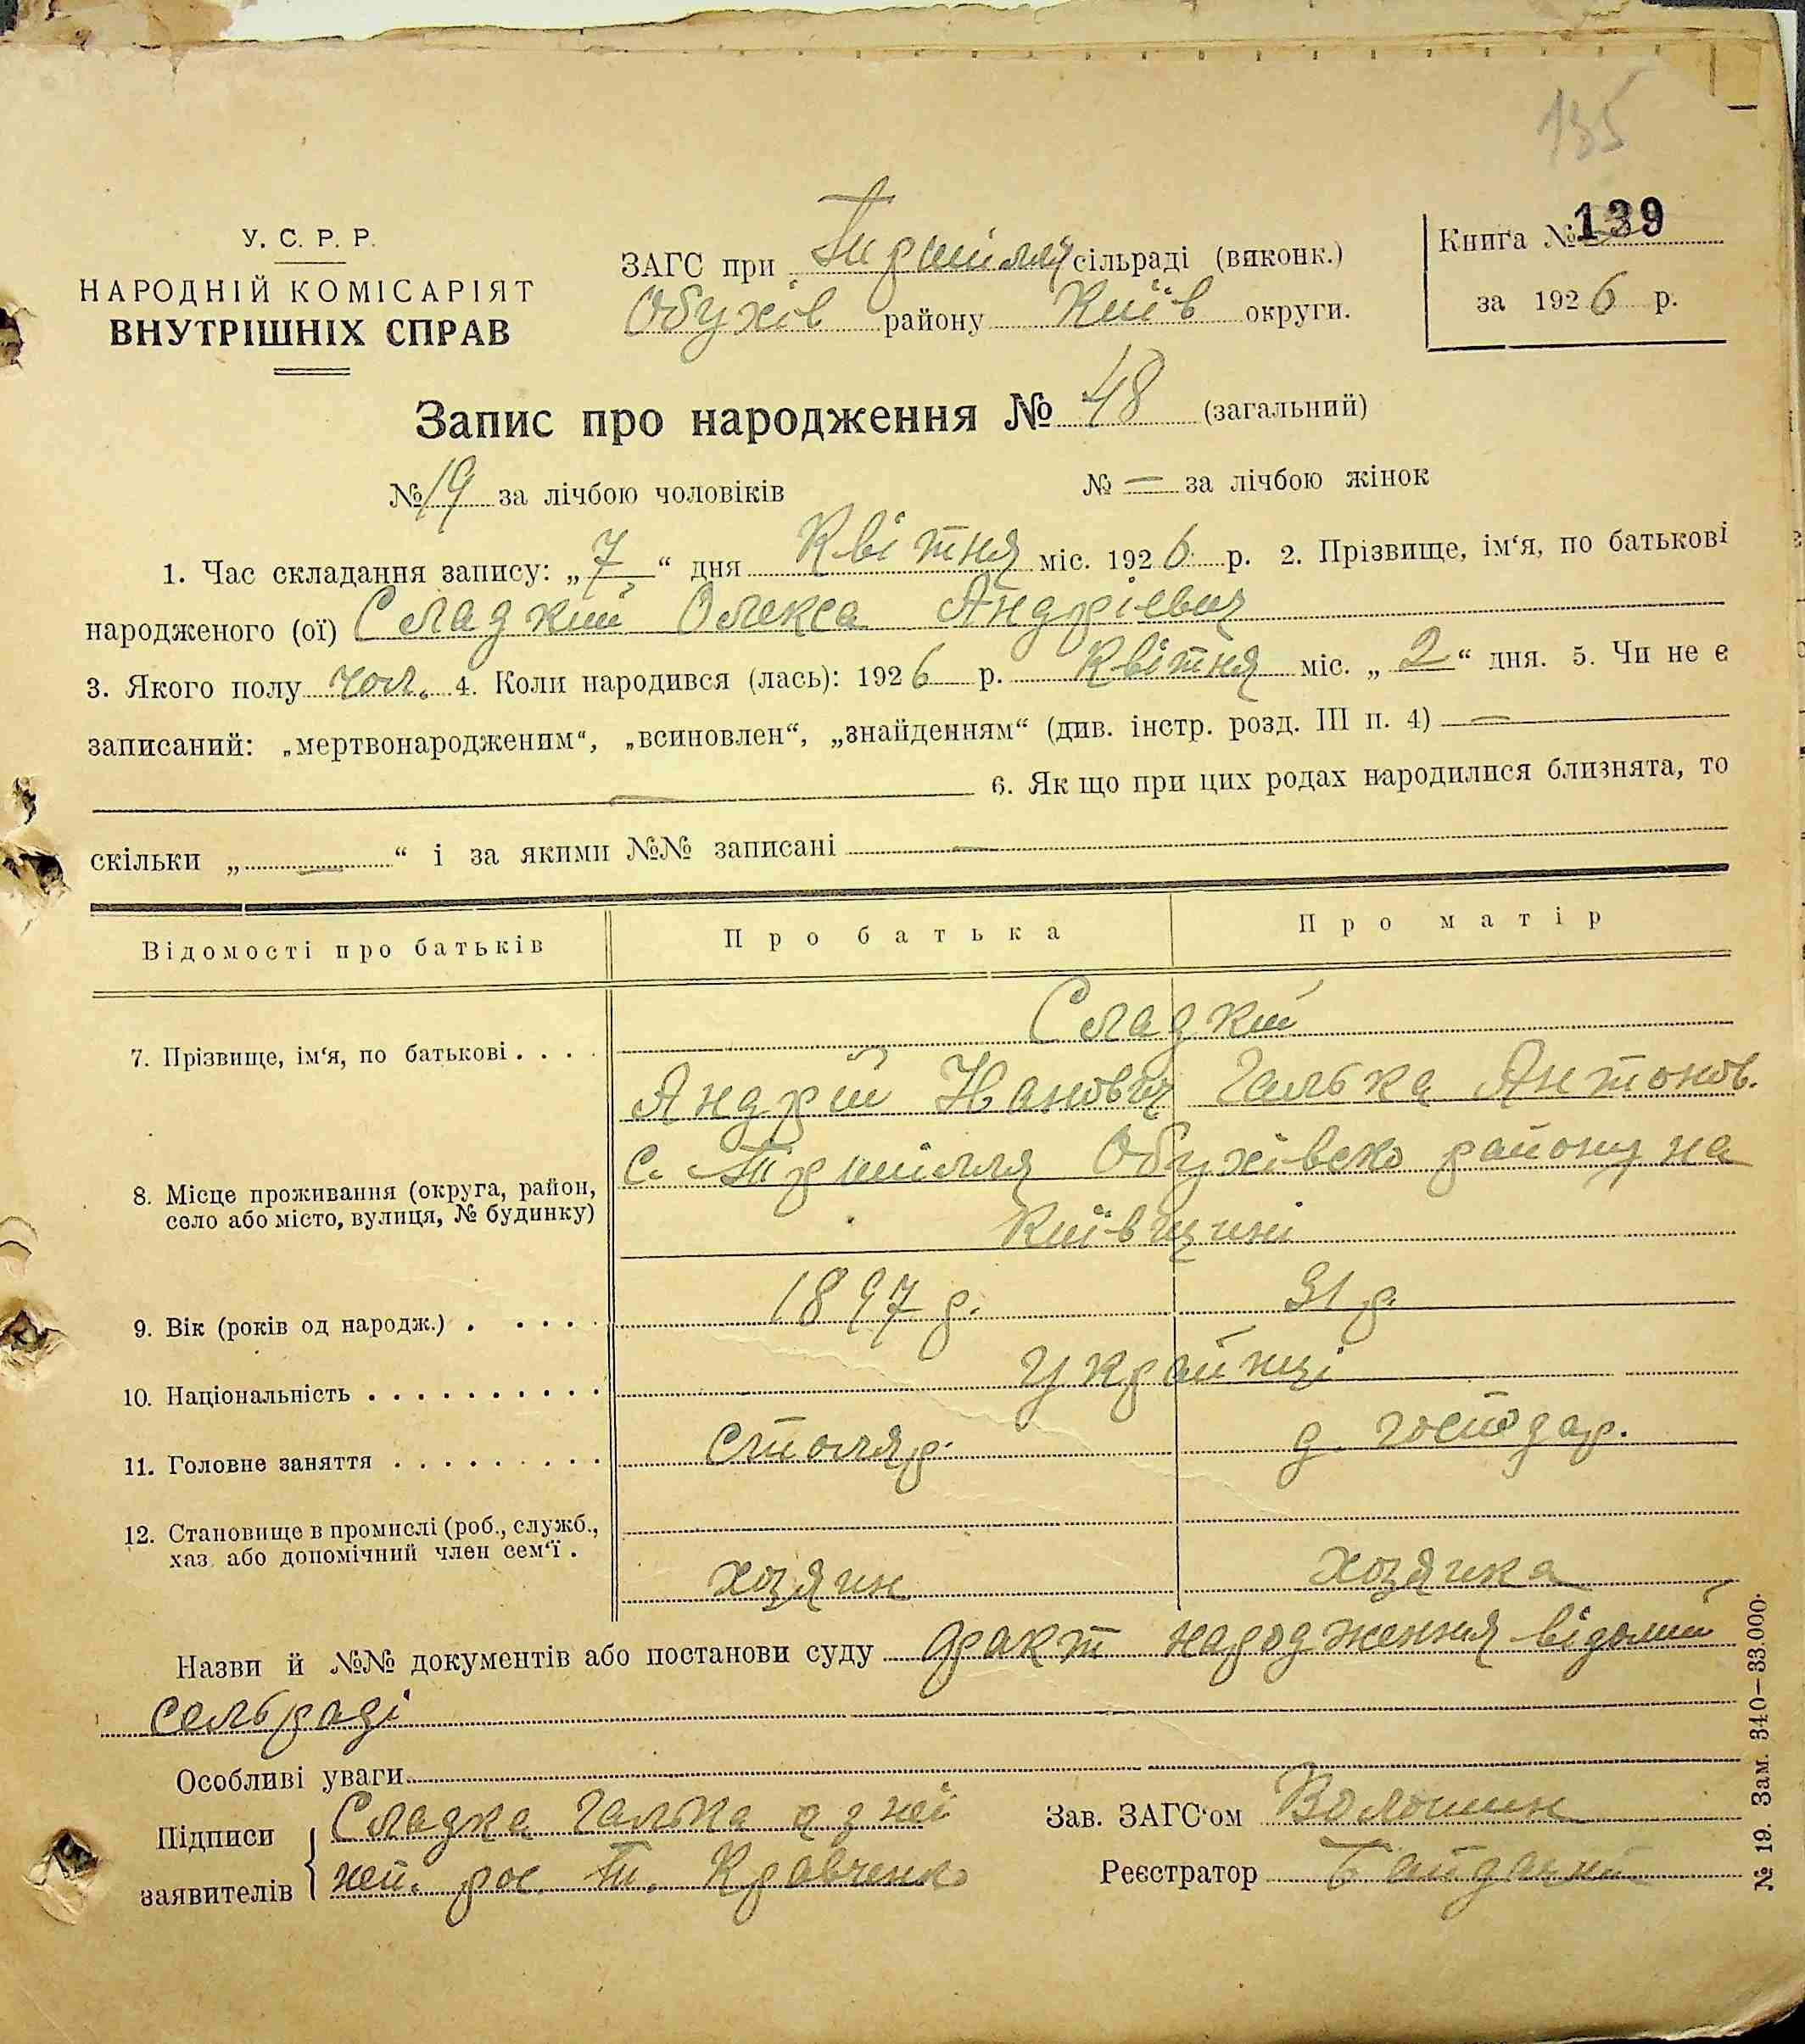 135
У. С. Р. Р.
НАРОДНІЙ КОМІСАРІЯТ
ВНУТРІШНІХ СПРАВ
ЗАГС при сільраді (виконк.)
Обухів району Київ округи.
Книга № 139
за 1926 р.
Запис про народження № 48 (загальний)
№ 19 за лічбою чоловіків № — за лічбою жінок
1. Час складання запису: „7“ дня Квітня міс. 1926 р. 2. Прізвище, ім‘я, по батькові
народженого (ої) Сладкий Олекса Андрієвич
3. Якого полу чол. 4. Коли народився (лась): 1926 р. Квітня міс. „2“ дня. 5. Чи не є
записаний: „мертвонародженим“, „всиновлен“, „знайденням“ (див. інстр. розд. III п. 4) —
— 6. Як що при цих родах народилися близнята, то
скільки „—“ і за якими №№ записані —
Відомості про батьків Про батька Про матір
Сладкий
7. Прізвище, ім‘я, по батькові . . . .
Андрій Іванович Галька Антонов.
с. Обухівсько району на
8. Місце проживання (округа, район,
село або місто, вулиця, № будинку)
Київщині
9. Вік (років од народж.) . . . . . 1897 р. 31 р.
10. Національність . . . . . . . . . . Українці
11. Головне заняття . . . . . . . . . столяр. д. господар.
12. Становище в промислі (роб., служб.,
хаз. або допомічний член сем‘ї .
хозяин хозяика
Назви й №№ документів або постанови суду факт народження відомий
сельраді
Особливі уваги
Підписи Сладка Галька а з неї
заявителів неп. рос. Кравченко
Зав. ЗАГС‘ом Волошин
Реєстратор
№ 19. Зам. 340—33.000.